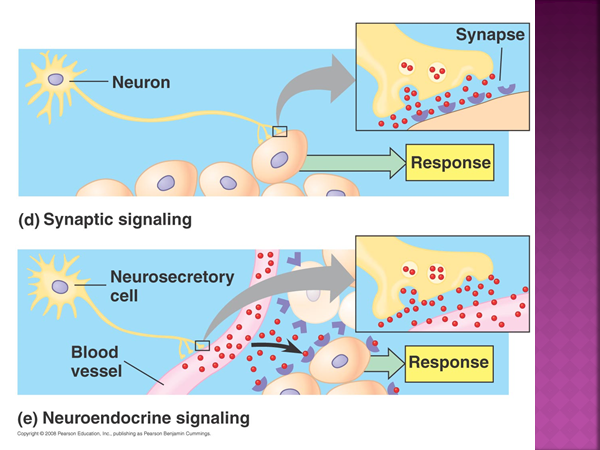 Synapse
Neuron
Response
(d) Synaptic signaling
Neurosecretory
cell
Blood
vessel
Response
(e) Neuroendocrine signaling
Copyright © 2008 Pearson Education, Inc., publishing as Pearson Benjamin Cummings.